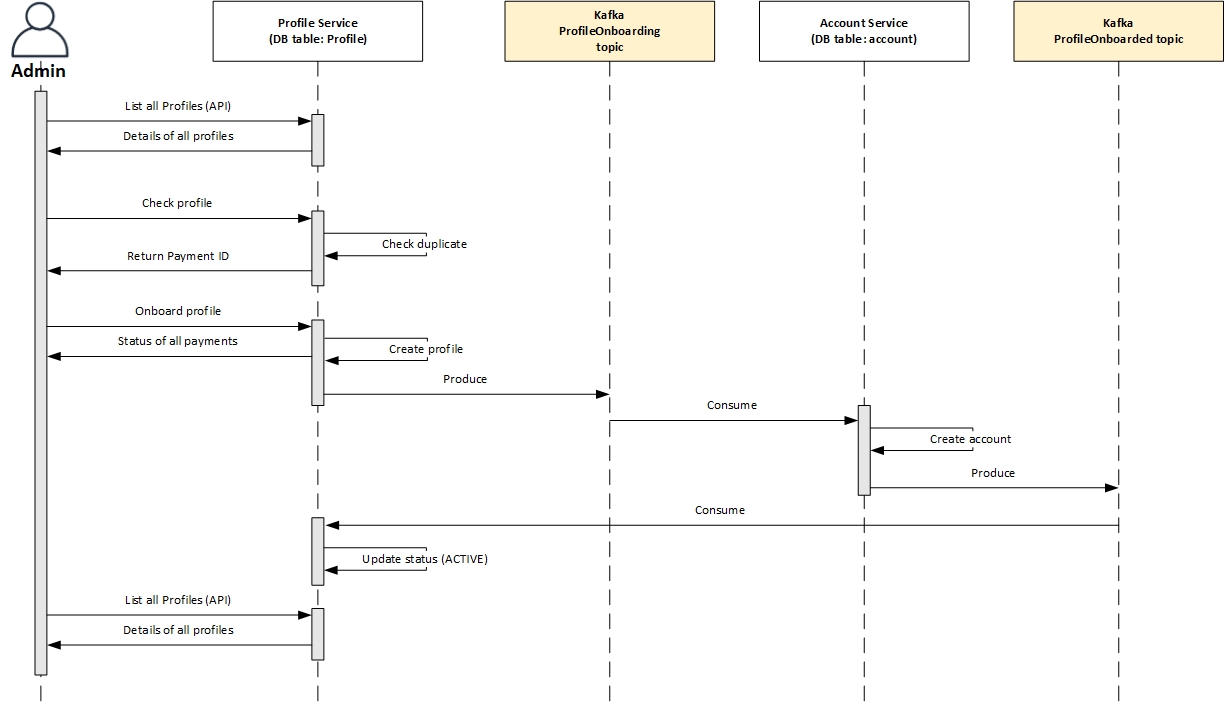 Profile Service
(DB table: Profile)
Kafka
ProfileOnboarding
topic
Account Service
(DB table: account)
Kafka
ProfileOnboarded topic
Admin
List all Profiles (API)
Details of all profiles
Check profile
Check duplicate
Return Payment ID
Onboard profile
Status of all payments
Create profile
Produce
Consume
Create account
Produce
Consume
Update status (ACTIVE)
List all Profiles (API)
Details of all profiles